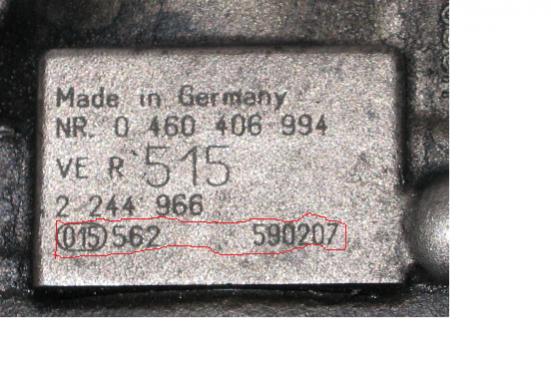 Made in Germany
NR. 0 460 406 994
VE R 515
2 244 966
015 562 590207